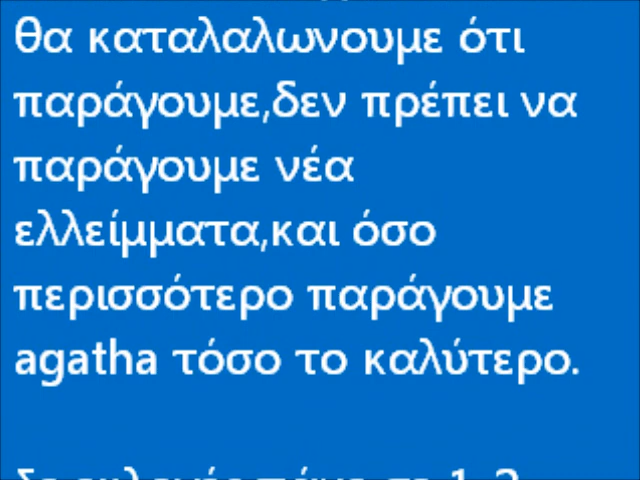 θα καταλαλωνουμε ότι
παράγουμε,δεν πρέπει να
παράγουμε νέα
ελλείμματα,και όσο
περισσότερο παράγουμε
agatha τόσο το καλύτερο.